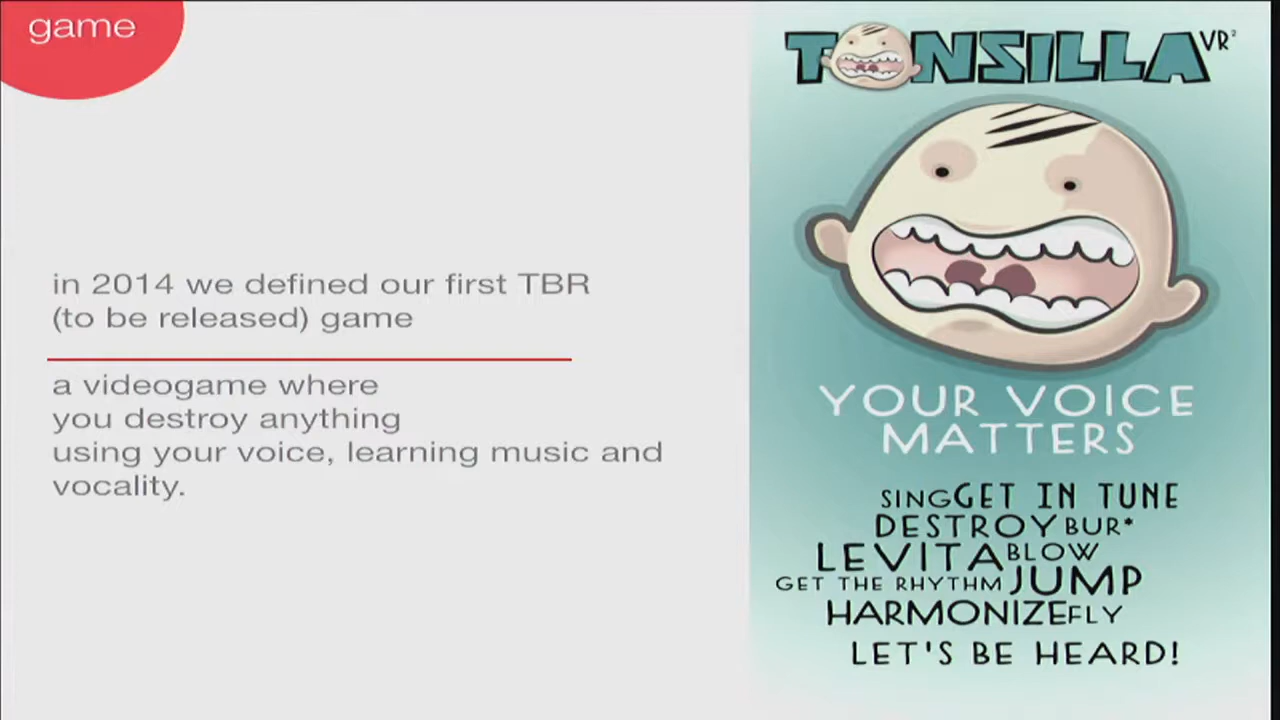 game
in 2014 we defined our first TBR
(to be released) game
a videogame where
you destroy anything
using your voice, learning music and
vocality.
TONSILLA VR²
YOUR VOICE
MATTERS
SING GET IN TUNE
DESTROY BUR*
LEVITA BLOW
GET THE RHYTHM JUMP
HARMONIZE FLY
LET'S BE HEARD!